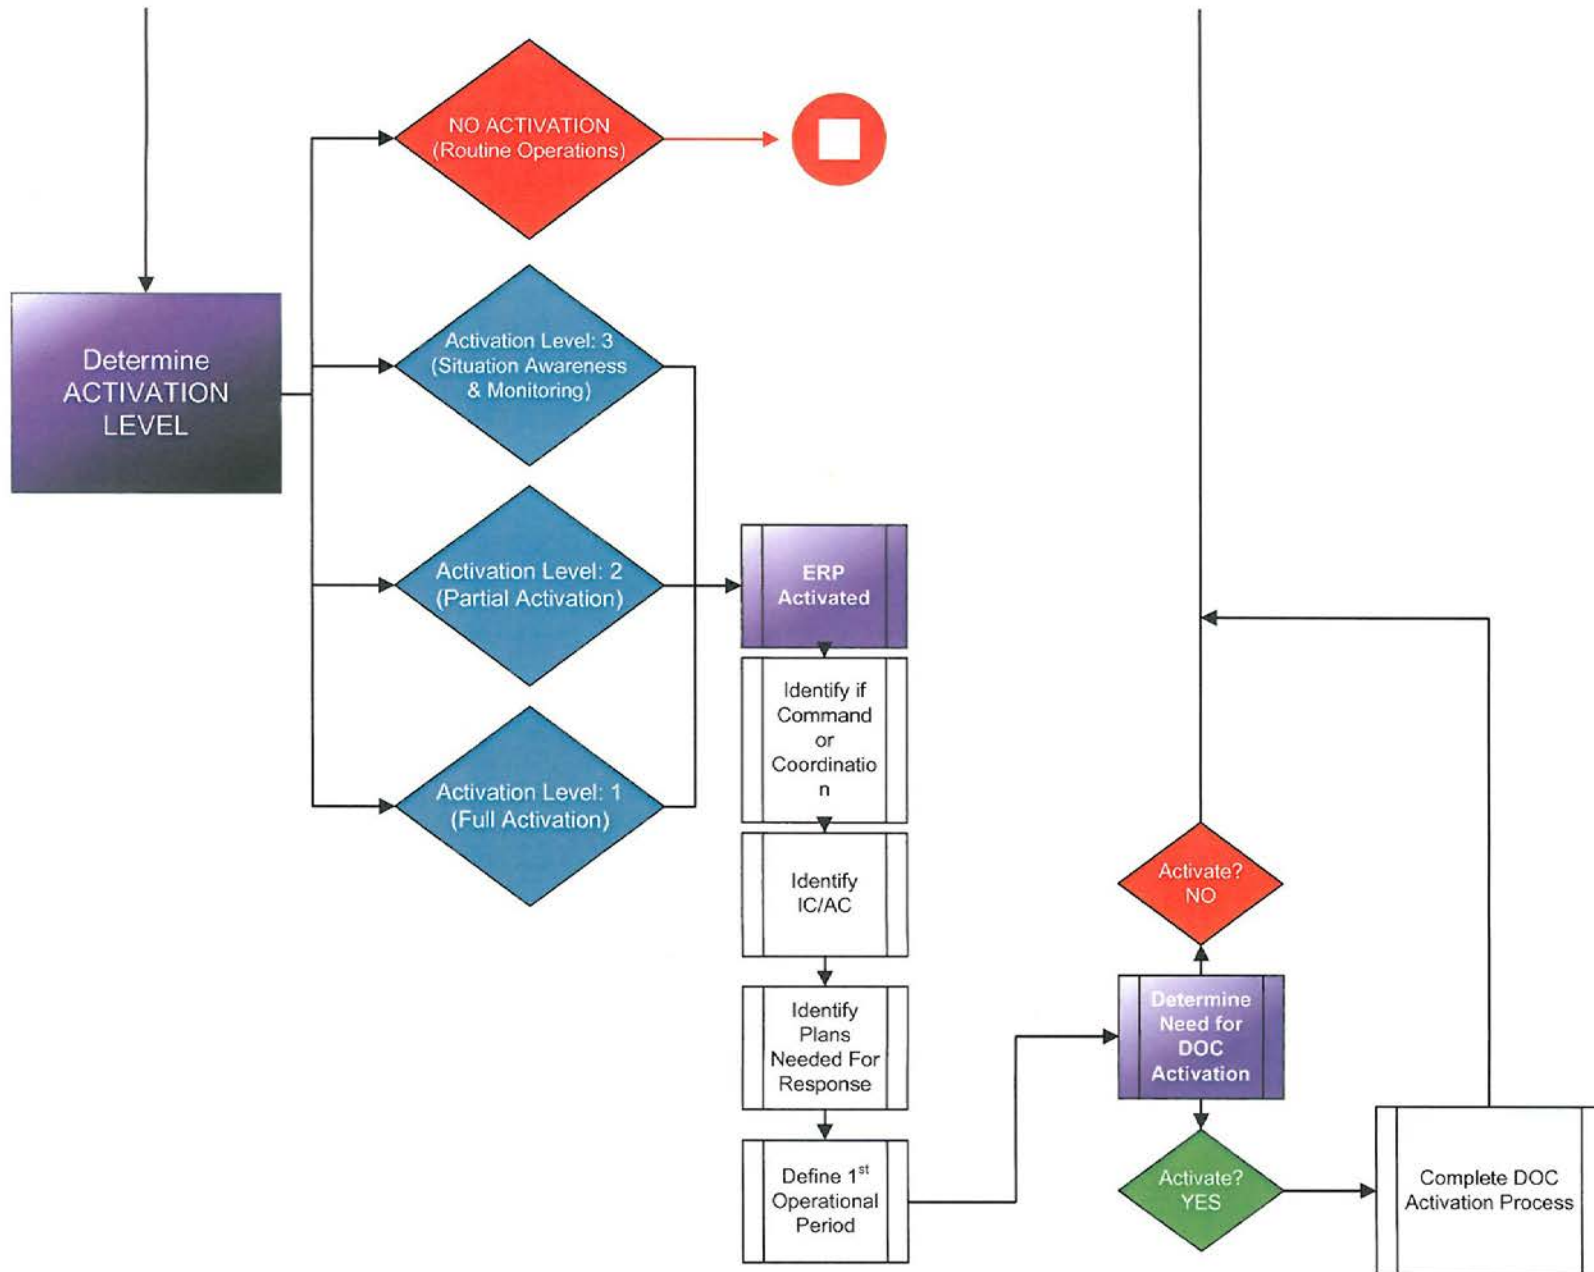 NO ACTIVATION
(Routine Operations)
Determine
ACTIVATION
LEVEL
Activation Level: 3
(Situation Awareness
& Monitoring)
Activation Level: 2
(Partial Activation)
Activation Level: 1
(Full Activation)
ERP
Activated
Identify if
Command
or
Coordinatio
n
Identify
IC/AC
Identify
Plans
Needed For
Response
Define 1st
Operational
Period
Activate?
NO
Determine
Need for
DOC
Activation
Activate?
YES
Complete DOC
Activation Process